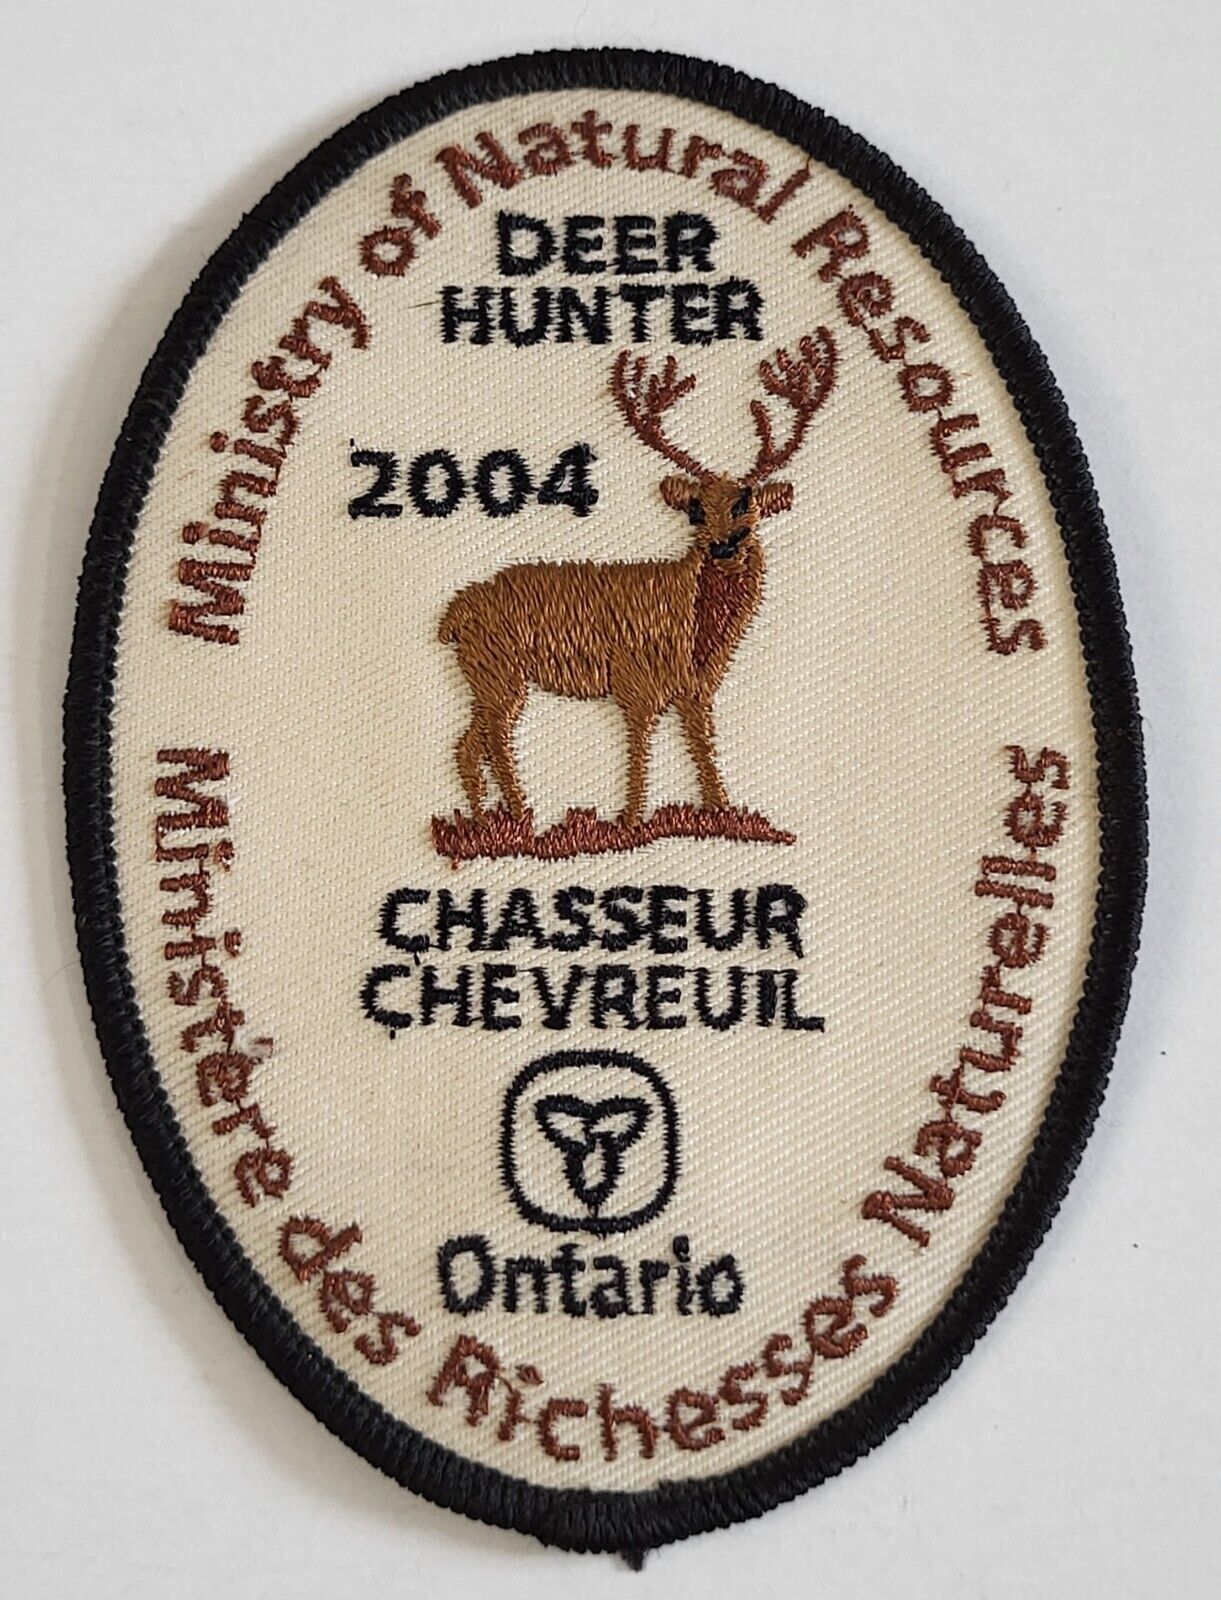 Ministry of Natural Resources
DEER
HUNTER
2004
CHASSEUR
CHEVREUIL
Ontario
Ministère des Richesses Naturelles